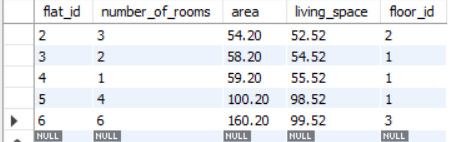 flat_id number_of_rooms area living_space floor_id
2 3 54.20 52.52 2
3 2 58.20 54.52 1
4 1 59.20 55.52 1
5 4 100.20 98.52 1
6 6 160.20 99.52 3
NULL NULL NULL NULL NULL